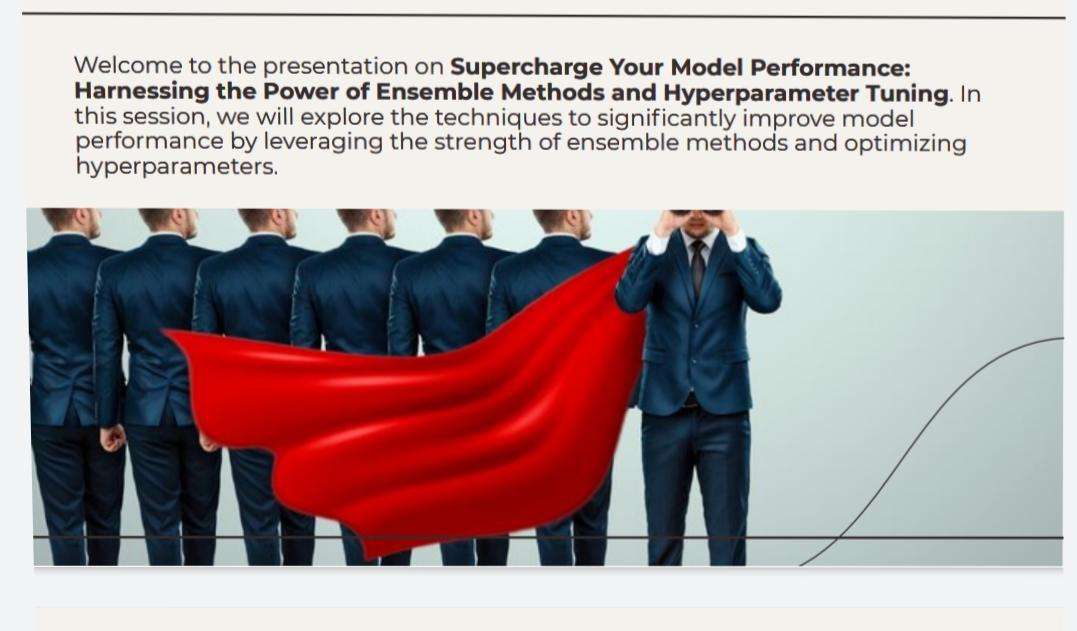 Welcome to the presentation on Supercharge Your Model Performance:
Harnessing the Power of Ensemble Methods and Hyperparameter Tuning. In
this session, we will explore the techniques to significantly improve model
performance by leveraging the strength of ensemble methods and optimizing
hyperparameters.